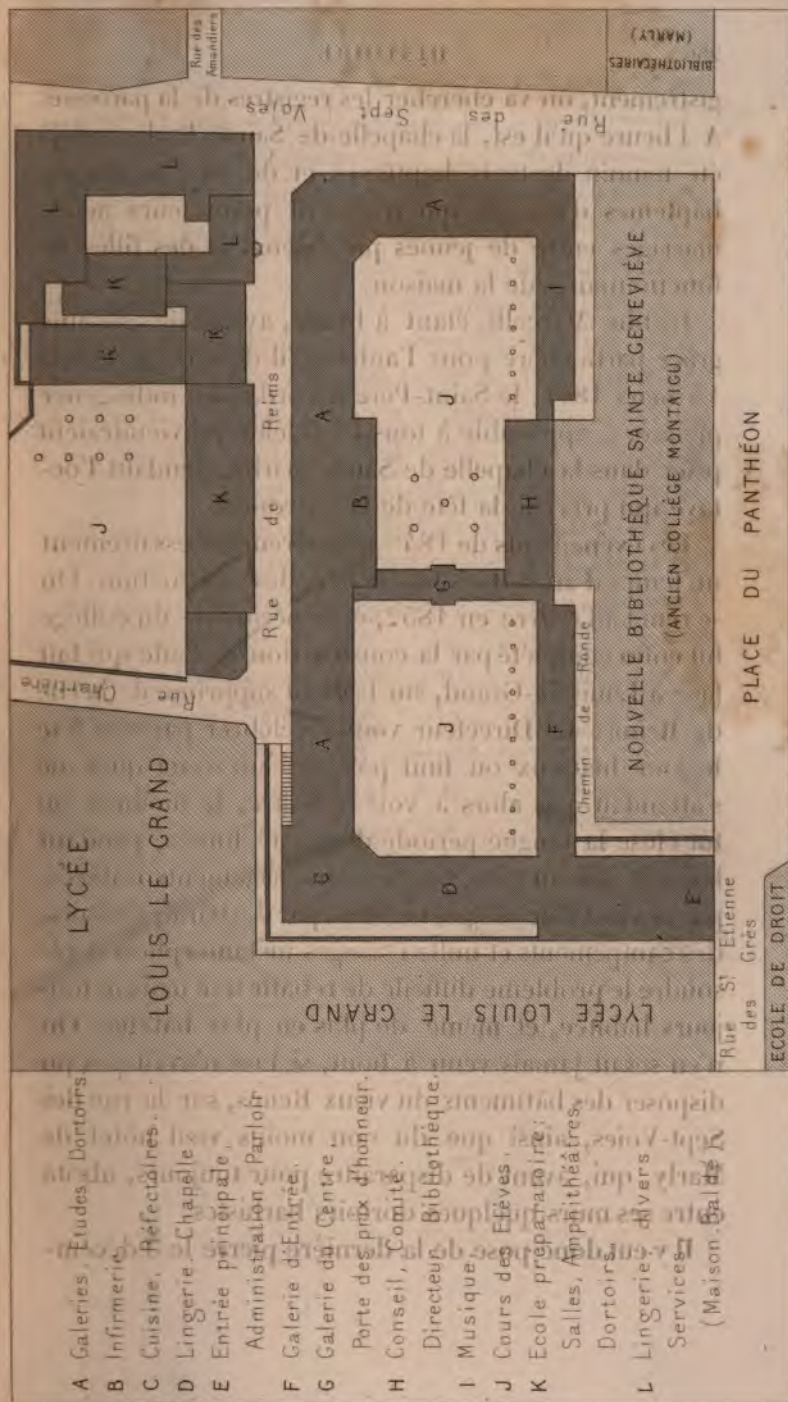 A Galeries, Etudes, Dortoirs.
B Infirmerie
C Cuisine, Réfectoires.
D Lingerie, Chapelle
E Entrée principale,
Administration, Parloir
F Galerie d'Entrée.
G Galerie du Centre,
Porte des prix d'honneur.
H Conseil, Comité.
Directeur, Bibliothèque.
I Musique
J Cours des Elèves.
K Ecole préparatoire:
Salles, Amphithéâtres,
Dortoirs.
L Lingerie, divers
Services,
(Maison Balde)
LYCÉE
LOUIS LE GRAND
LYCÉE LOUIS LE GRAND
Rue Chartière
Rue de Reims
Rue des Sept Voies
Rue des
Amandiers
BIBLIOTHÉCAIRES
(MARLY)
J
K
K
K
K
L
L
L
A
A
A
B
C
D
E
F
G
H
I
J
J
Chemin de Ronde
NOUVELLE BIBLIOTHÈQUE SAINTE GENEVIÈVE
(ANCIEN COLLÈGE MONTAIGU)
PLACE DU PANTHÉON
Rue St Etienne
des Grès
ECOLE DE DROIT